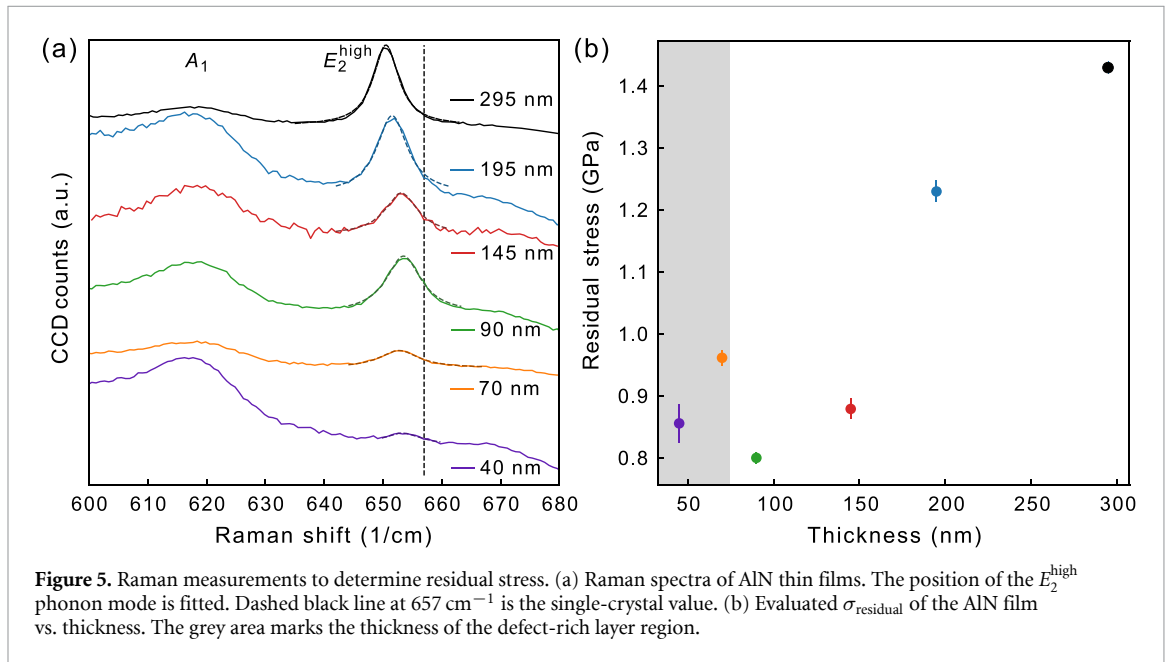 (a)
A₁
E₂^high
295 nm
195 nm
145 nm
90 nm
70 nm
40 nm
CCD counts (a.u.)
600 610 620 630 640 650 660 670 680
Raman shift (1/cm)
(b)
Residual stress (GPa)
1.4
1.3
1.2
1.1
1.0
0.9
0.8
50 100 150 200 250 300
Thickness (nm)
Figure 5. Raman measurements to determine residual stress. (a) Raman spectra of AlN thin films. The position of the E₂^high
phonon mode is fitted. Dashed black line at 657 cm⁻¹ is the single-crystal value. (b) Evaluated σ_residual of the AlN film
vs. thickness. The grey area marks the thickness of the defect-rich layer region.